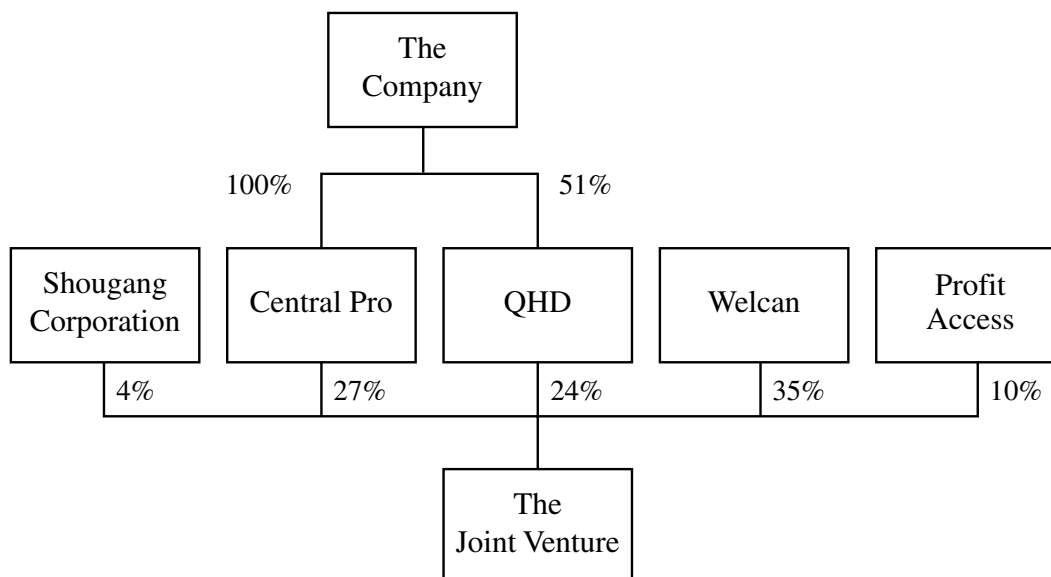 The
Company
100%
51%
Shougang
Corporation
Central Pro
QHD
Welcan
Profit
Access
4%
27%
24%
35%
10%
The
Joint Venture